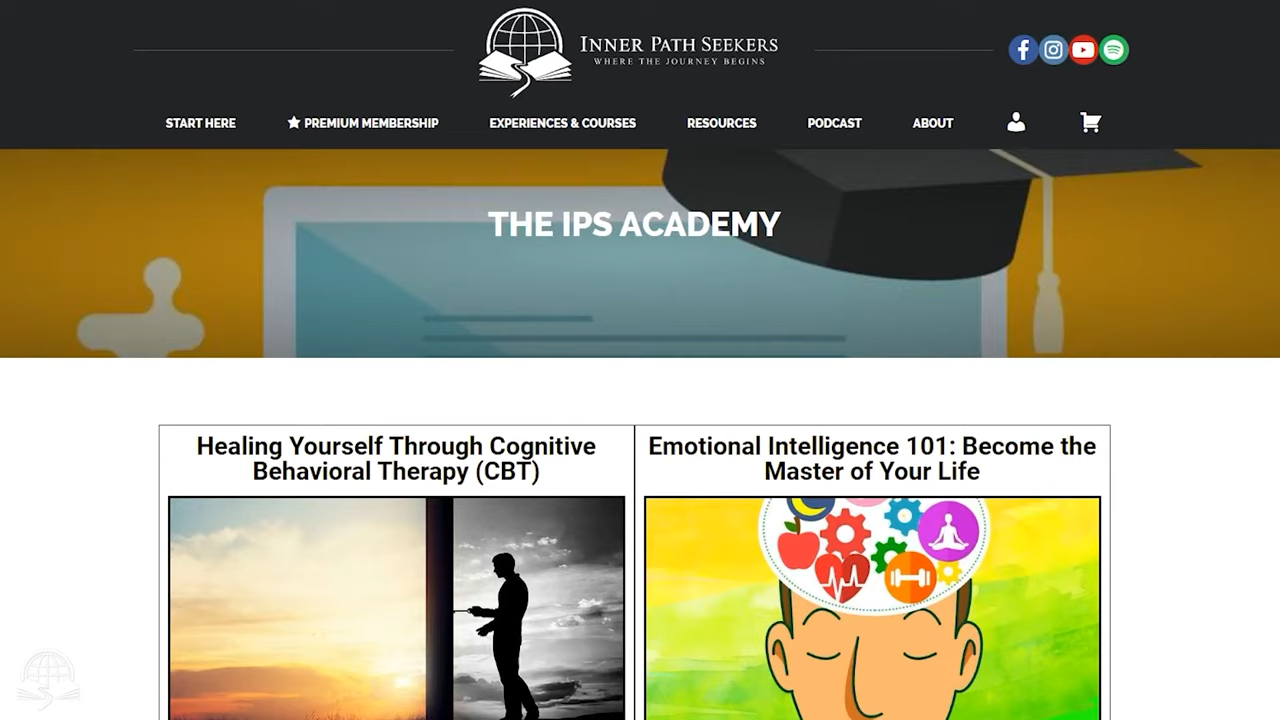 INNER PATH SEEKERS
WHERE THE JOURNEY BEGINS
START HERE
PREMIUM MEMBERSHIP
EXPERIENCES & COURSES
RESOURCES
PODCAST
ABOUT
THE IPS ACADEMY
Healing Yourself Through Cognitive
Behavioral Therapy (CBT)
Emotional Intelligence 101: Become the
Master of Your Life